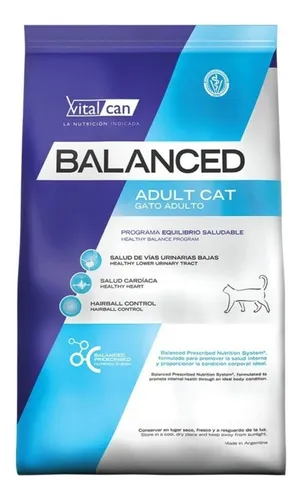 Vital can
LA NUTRICIÓN INDICADA
BALANCED
ADULT CAT
GATO ADULTO
PROGRAMA EQUILIBRIO SALUDABLE
HEALTHY BALANCE PROGRAM
SALUD DE VÍAS URINARIAS BAJAS
HEALTHY LOWER URINARY TRACT
SALUD CARDÍACA
HEALTHY HEART
HAIRBALL CONTROL
HAIRBALL CONTROL
BALANCED
PRESCRIBED
NUTRITION SYSTEM
Balanced Prescribed Nutrition System®,
formulado para promover la salud interna
y proporcionar la condición corporal ideal.
Balanced Prescribed Nutrition System®, formulated to
promote internal health through an ideal body condition.
Conservar en lugar seco, fresco y a resguardo de la luz.
Store in a cool, dry place and keep away from sunlight.
Made in Argentina